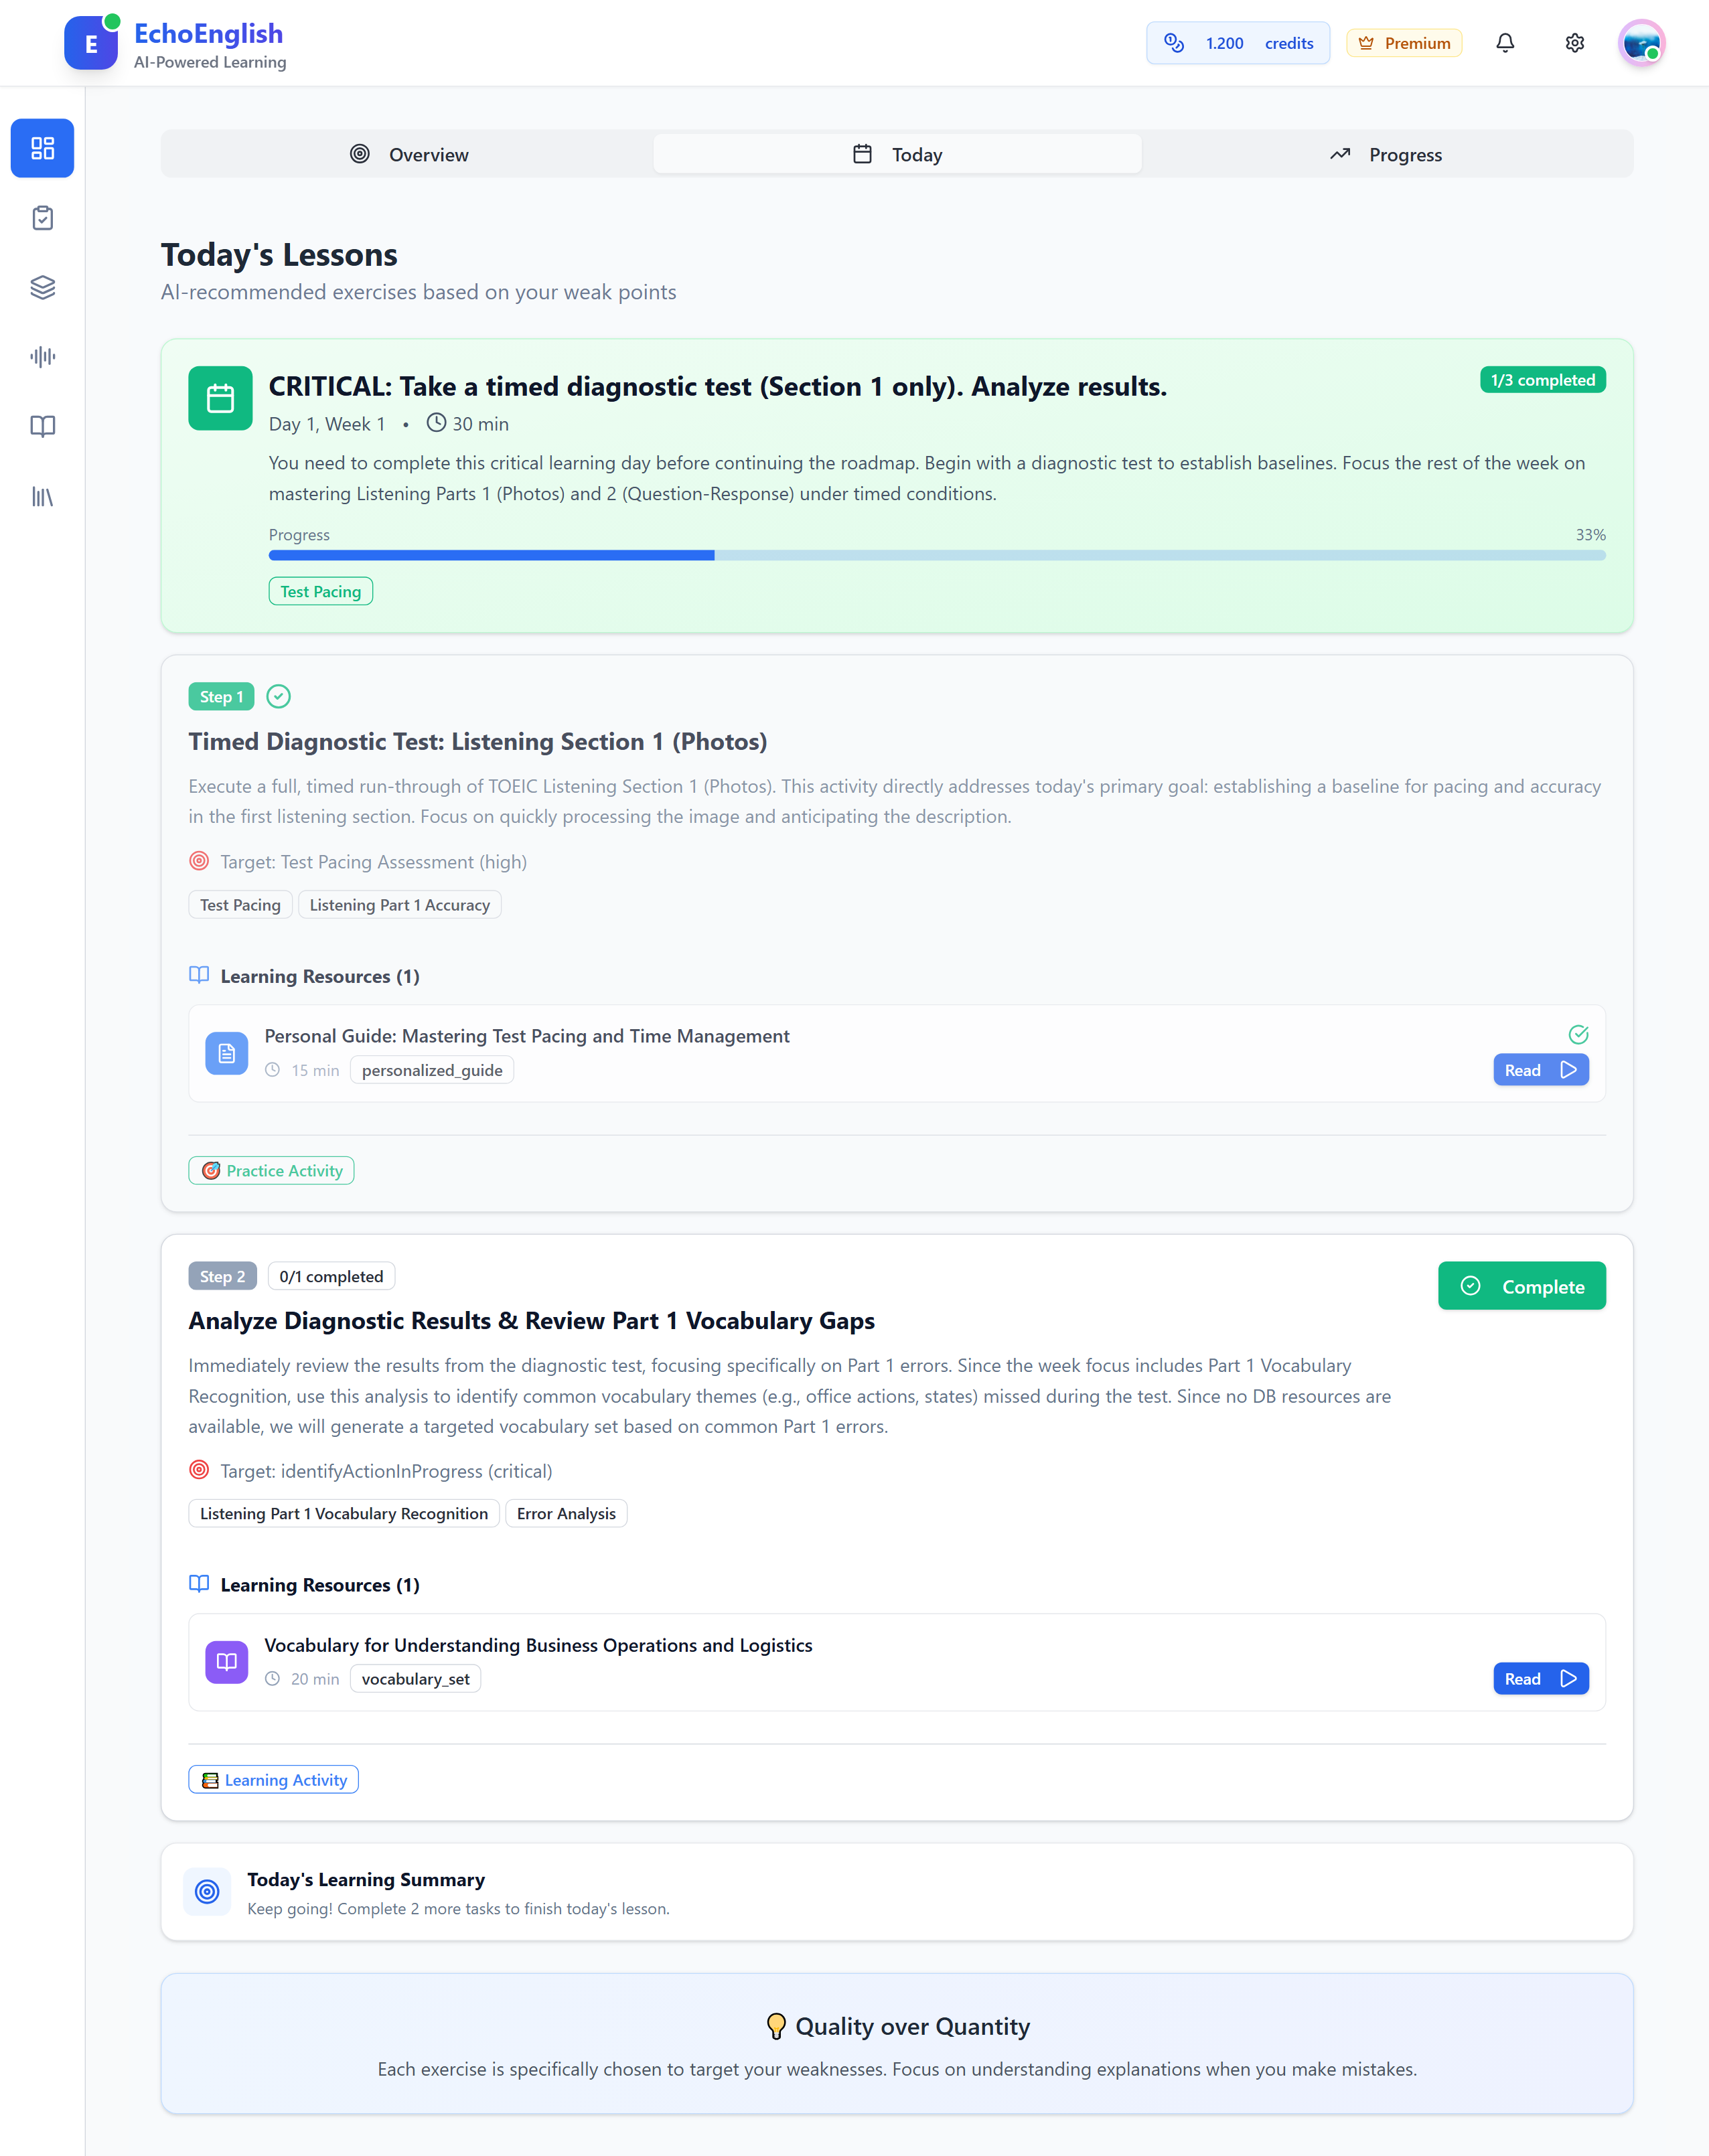 E
EchoEnglish
AI-Powered Learning
1.200 credits
Premium
Overview
Today
Progress
Today's Lessons
AI-recommended exercises based on your weak points
CRITICAL: Take a timed diagnostic test (Section 1 only). Analyze results.
1/3 completed
Day 1, Week 1 • 30 min
You need to complete this critical learning day before continuing the roadmap. Begin with a diagnostic test to establish baselines. Focus the rest of the week on
mastering Listening Parts 1 (Photos) and 2 (Question-Response) under timed conditions.
Progress
33%
Test Pacing
Step 1
Timed Diagnostic Test: Listening Section 1 (Photos)
Execute a full, timed run-through of TOEIC Listening Section 1 (Photos). This activity directly addresses today's primary goal: establishing a baseline for pacing and accuracy
in the first listening section. Focus on quickly processing the image and anticipating the description.
Target: Test Pacing Assessment (high)
Test Pacing
Listening Part 1 Accuracy
Learning Resources (1)
Personal Guide: Mastering Test Pacing and Time Management
15 min
personalized_guide
Read
Practice Activity
Step 2
0/1 completed
Complete
Analyze Diagnostic Results & Review Part 1 Vocabulary Gaps
Immediately review the results from the diagnostic test, focusing specifically on Part 1 errors. Since the week focus includes Part 1 Vocabulary
Recognition, use this analysis to identify common vocabulary themes (e.g., office actions, states) missed during the test. Since no DB resources are
available, we will generate a targeted vocabulary set based on common Part 1 errors.
Target: identifyActionInProgress (critical)
Listening Part 1 Vocabulary Recognition
Error Analysis
Learning Resources (1)
Vocabulary for Understanding Business Operations and Logistics
20 min
vocabulary_set
Read
Learning Activity
Today's Learning Summary
Keep going! Complete 2 more tasks to finish today's lesson.
Quality over Quantity
Each exercise is specifically chosen to target your weaknesses. Focus on understanding explanations when you make mistakes.